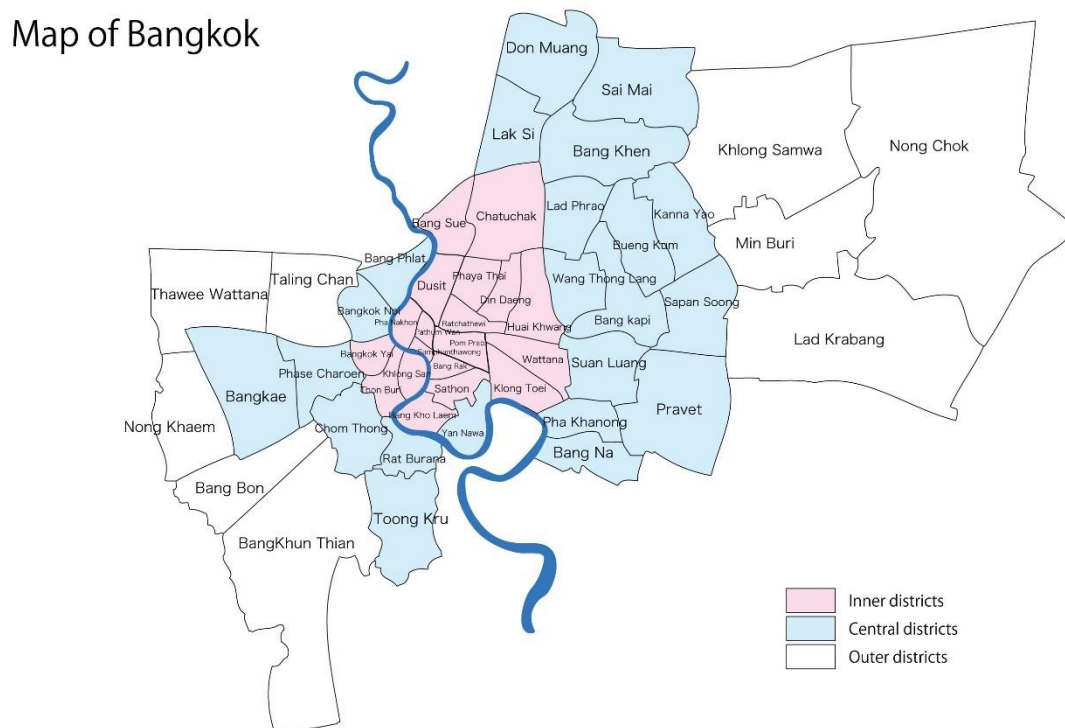 Map of Bangkok
Don Muang
Sai Mai
Lak Si
Bang Khen
Khlong Samwa
Nong Chok
Lad Phrao
Kanna Yao
Bang Sue
Chatuchak
Bueng Kum
Min Buri
Bang Phlat
Phaya Thai
Wang Thong Lang
Taling Chan
Dusit
Thawee Wattana
Din Daeng
Sapan Soong
Bangkok Noi
Pha Nakhon
Ratchathewi
Huai Khwang
Bang kapi
Pathum Wan
Lad Krabang
Pom Prab
Samphanthawong
Bangkok Yai
Wattana
Suan Luang
Bang Rak
Phase Charoen
Khlong San
Bangkae
Thon Buri
Sathon
Klong Toei
Pravet
Nong Khaem
Bang Kho Laem
Pha Khanong
Chom Thong
Yan Nawa
Bang Na
Rat Burana
Bang Bon
Toong Kru
BangKhun Thian
Inner districts
Central districts
Outer districts